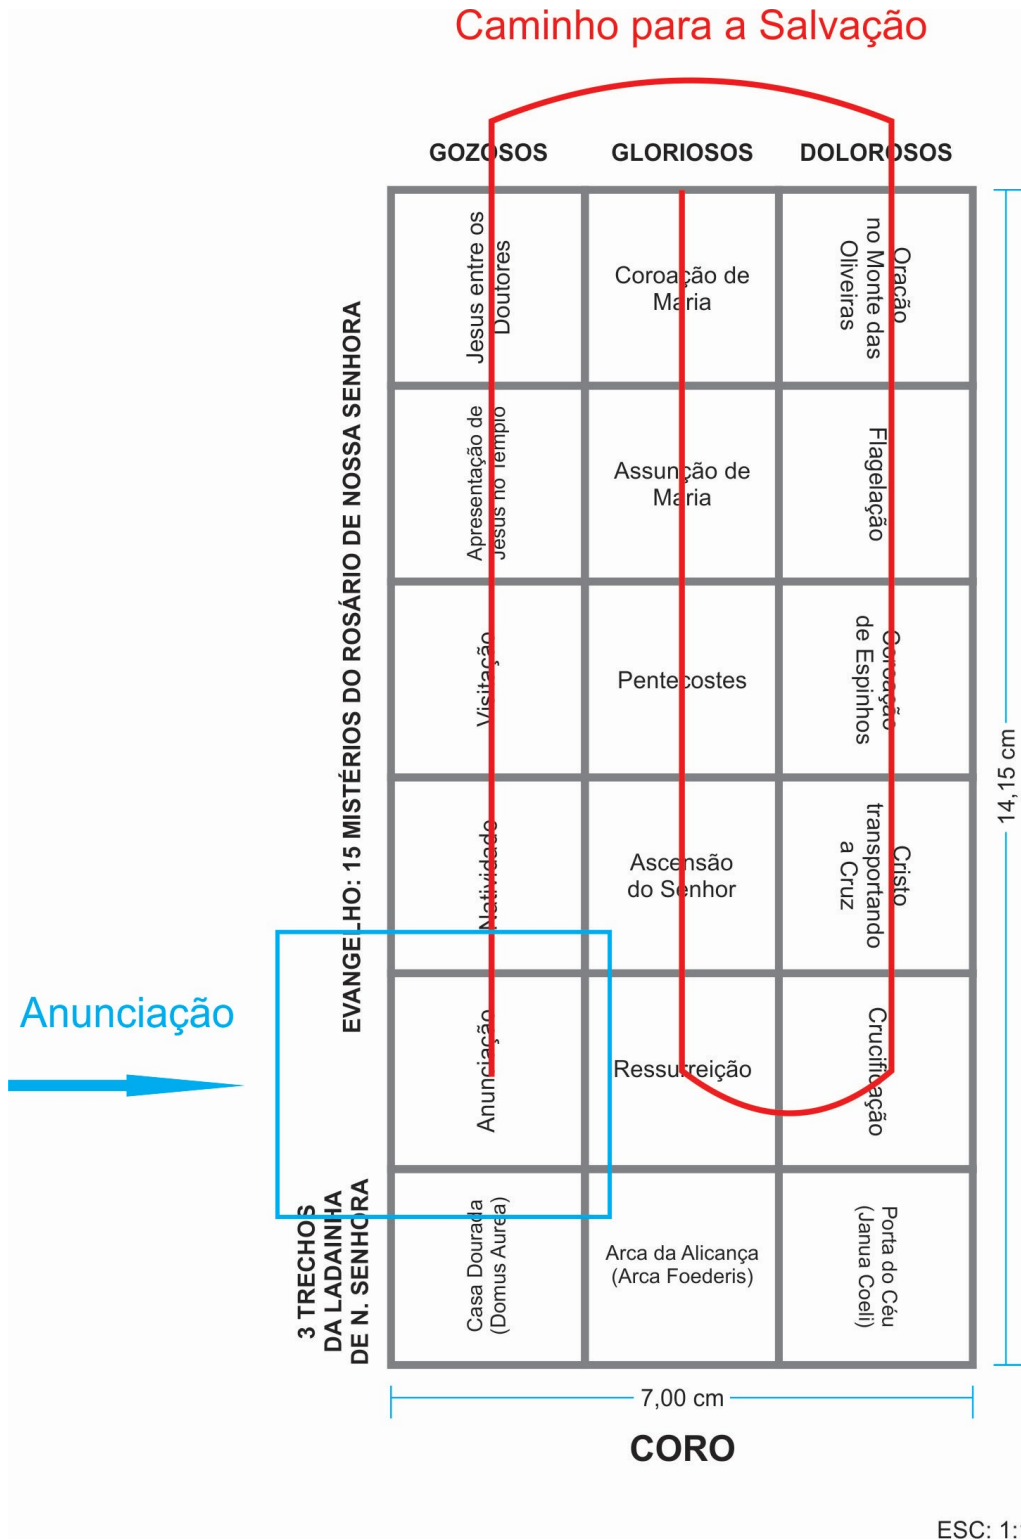 Caminho para a Salvação
GOZOSOS
GLORIOSOS
DOLOROSOS
Jesus entre os
Doutores
Coroação de
Maria
Oração
no Monte das
Oliveiras
Apresentação de
Jesus no Templo
Assunção de
Maria
Flagelação
Visitação
Pentecostes
Coroação
de Espinhos
Natividade
Ascensão
do Senhor
Cristo
transportando
a Cruz
Anunciação
Ressurreição
Crucificação
Casa Dourada
(Domus Aurea)
Arca da Alicança
(Arca Foederis)
Porta do Céu
(Janua Coeli)
EVANGELHO: 15 MISTÉRIOS DO ROSÁRIO DE NOSSA SENHORA
3 TRECHOS
DA LADAINHA
DE N. SENHORA
Anunciação
14,15 cm
7,00 cm
CORO
ESC: 1: